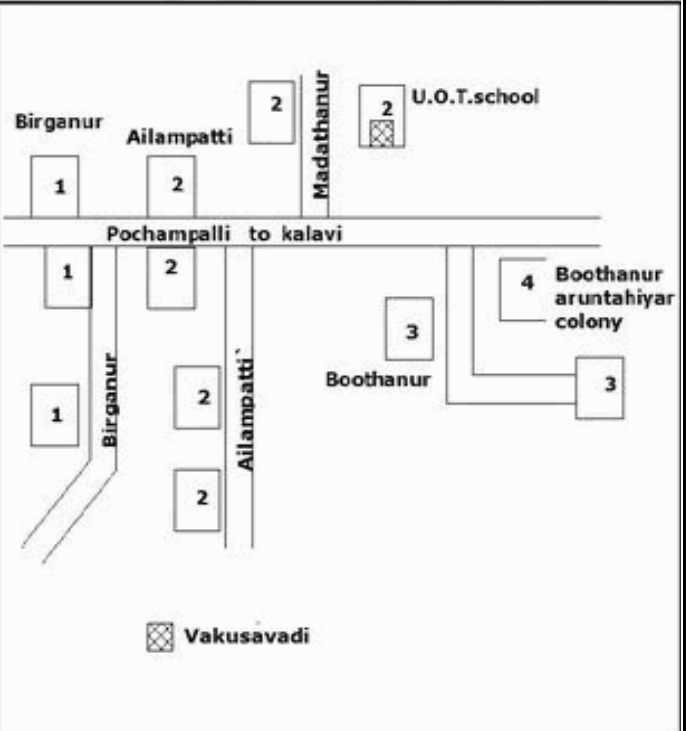 2
Madathanur
2
U.O.T.school
Birganur
Ailampatti
1
2
Pochampalli to kalavi
1
2
4
Boothanur
aruntahiyar
colony
3
Boothanur
3
1
Birganur
2
Ailampatti`
2
Vakusavadi